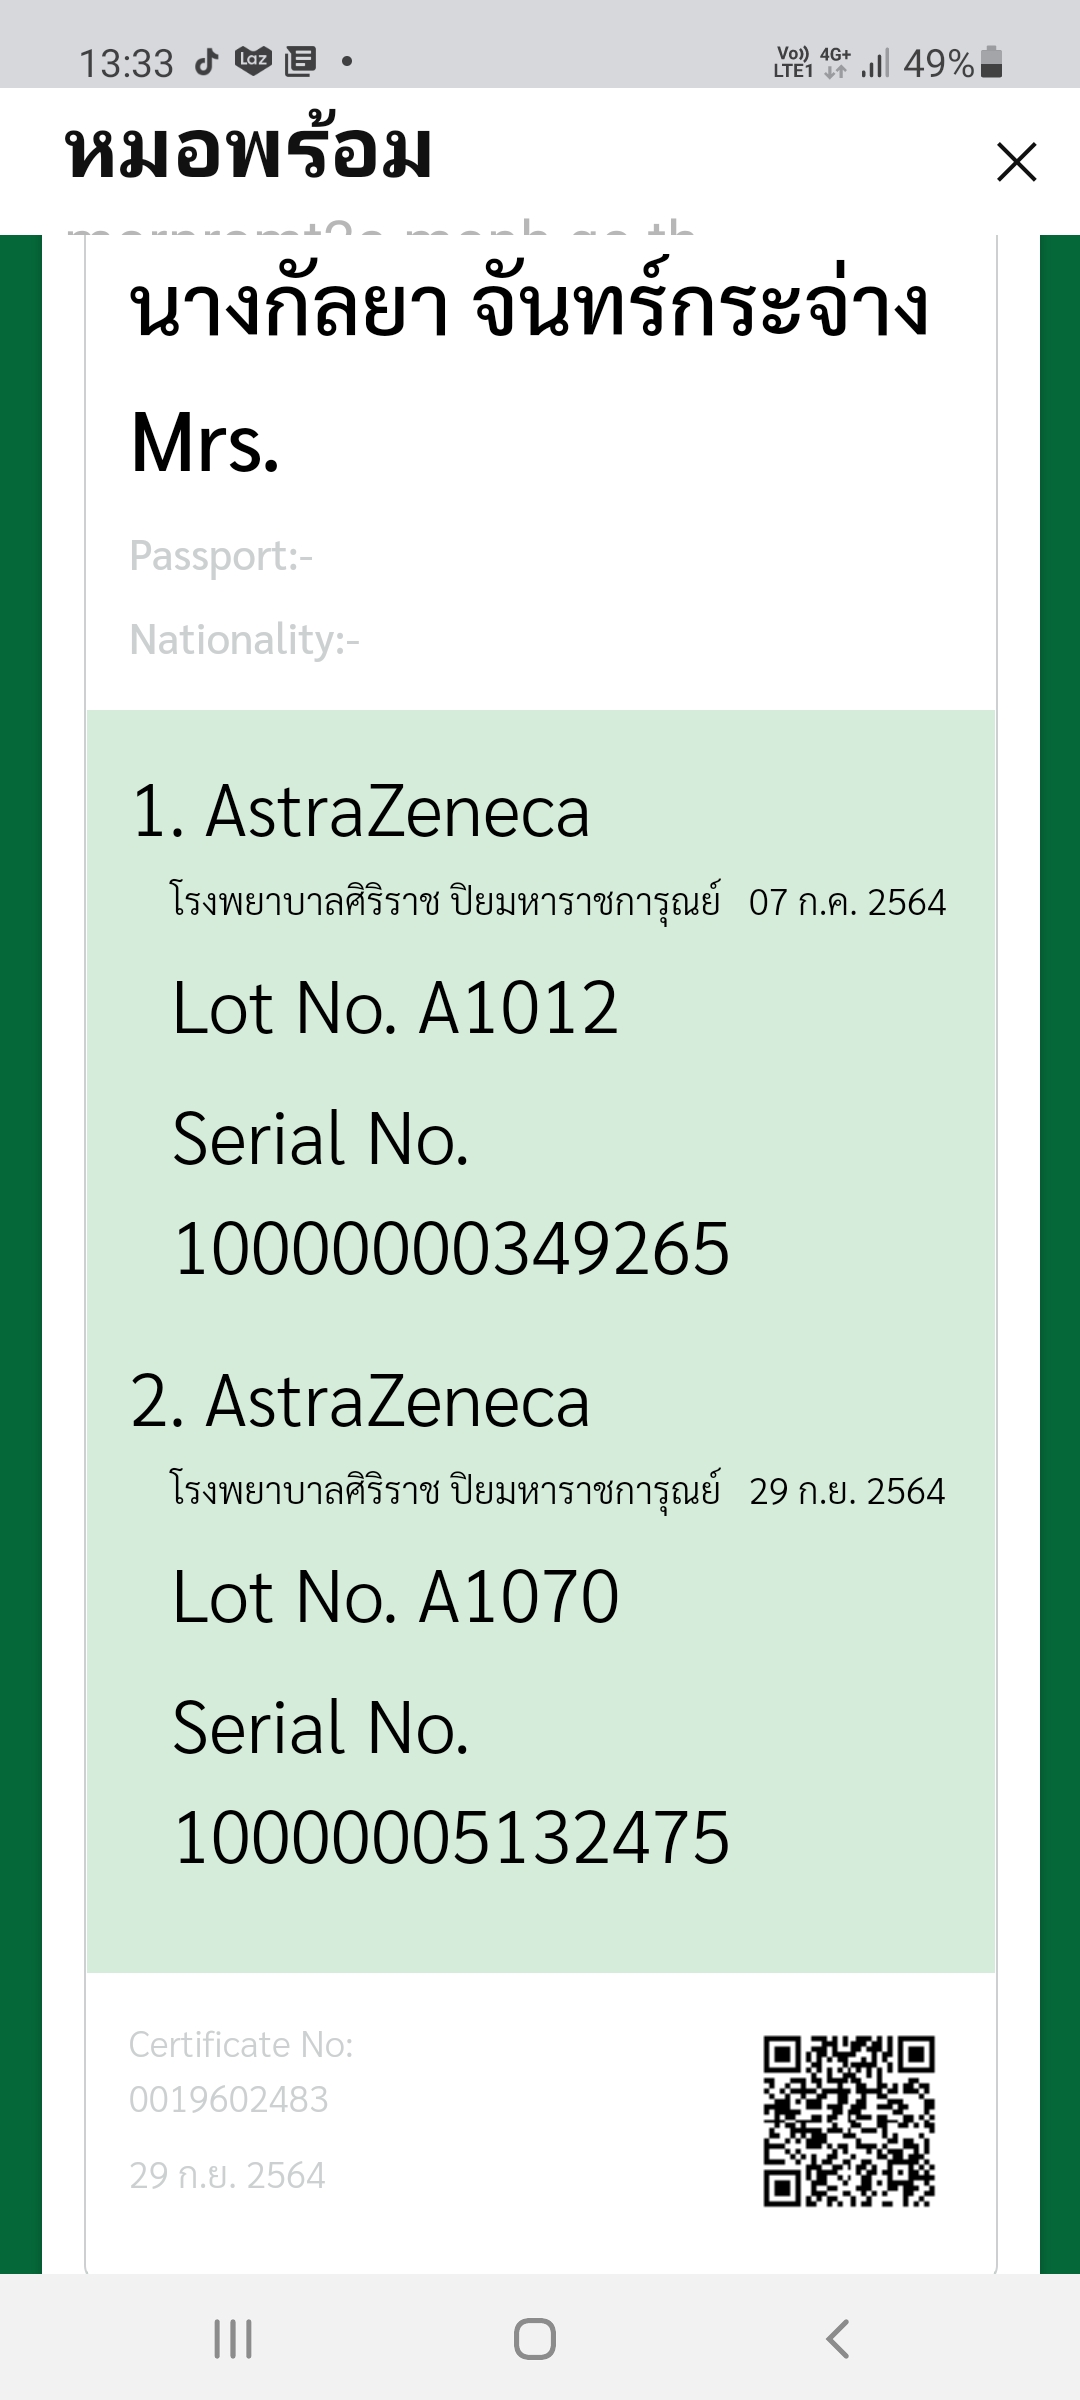 13:33 Laz Vo)) LTE1 4G+ 49%
หมอพร้อม
นางกัลยา จันทร์กระจ่าง
Mrs.
Passport:-
Nationality:-
1. AstraZeneca
โรงพยาบาลศิริราช ปิยมหาราชการุณย์ 07 ก.ค. 2564
Lot No. A1012
Serial No.
10000000349265
2. AstraZeneca
โรงพยาบาลศิริราช ปิยมหาราชการุณย์ 29 ก.ย. 2564
Lot No. A1070
Serial No.
10000005132475
Certificate No:
0019602483
29 ก.ย. 2564